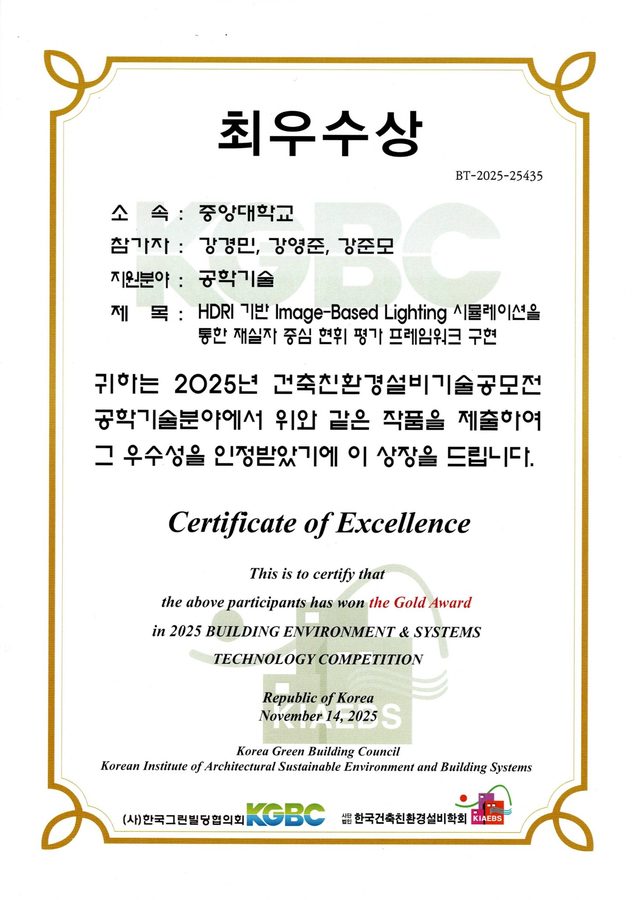 최우수상
BT-2025-25435
소 속 : 중앙대학교
참가자 : 강경민, 강영준, 강준모
지원분야 : 공학기술
제 목 : HDRI 기반 Image-Based Lighting 시뮬레이션을
통한 재실자 중심 현휘 평가 프레임워크 구현
귀하는 2025년 건축친환경설비기술공모전
공학기술분야에서 위와 같은 작품을 제출하여
그 우수성을 인정받았기에 이 상장을 드립니다.
Certificate of Excellence
This is to certify that
the above participants has won the Gold Award
in 2025 BUILDING ENVIRONMENT & SYSTEMS
TECHNOLOGY COMPETITION
Republic of Korea
November 14, 2025
KIAEBS
Korea Green Building Council
Korean Institute of Architectural Sustainable Environment and Building Systems
(사)한국그린빌딩협의회 KGBC 사단법인 한국건축친환경설비학회 KIAEBS
KGBC